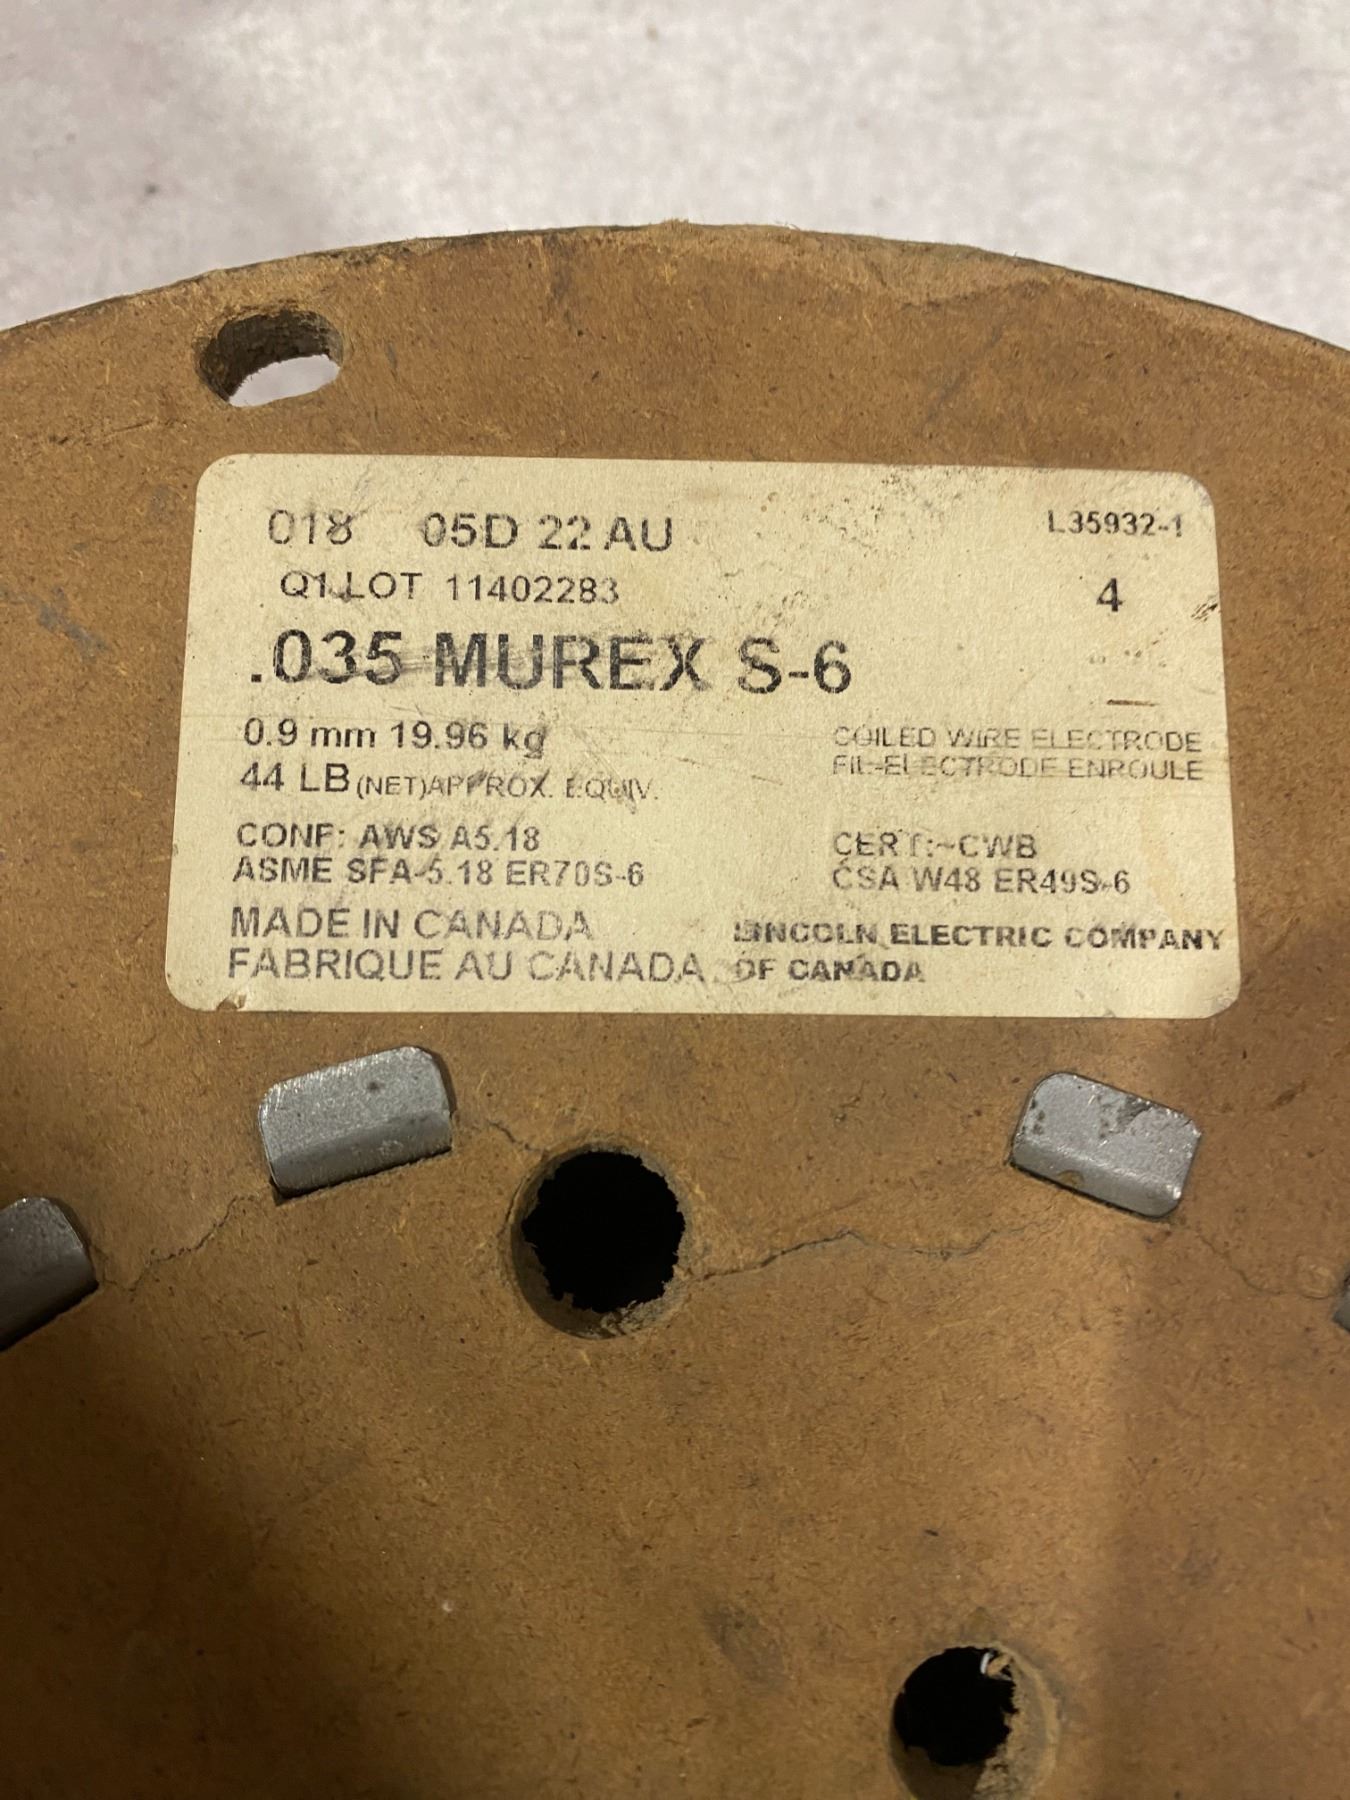 018 05D 22 AU L35932-1
Q1 LOT 11402283 4
.035 MUREX S-6
0.9 mm 19.96 kg COILED WIRE ELECTRODE
44 LB (NET)APPROX. EQUIV. FIL-ELECTRODE ENROULE
CONF: AWS A5.18 CERT:~CWB
ASME SFA-5.18 ER70S-6 CSA W48 ER49S-6
MADE IN CANADA LINCOLN ELECTRIC COMPANY
FABRIQUE AU CANADA OF CANADA